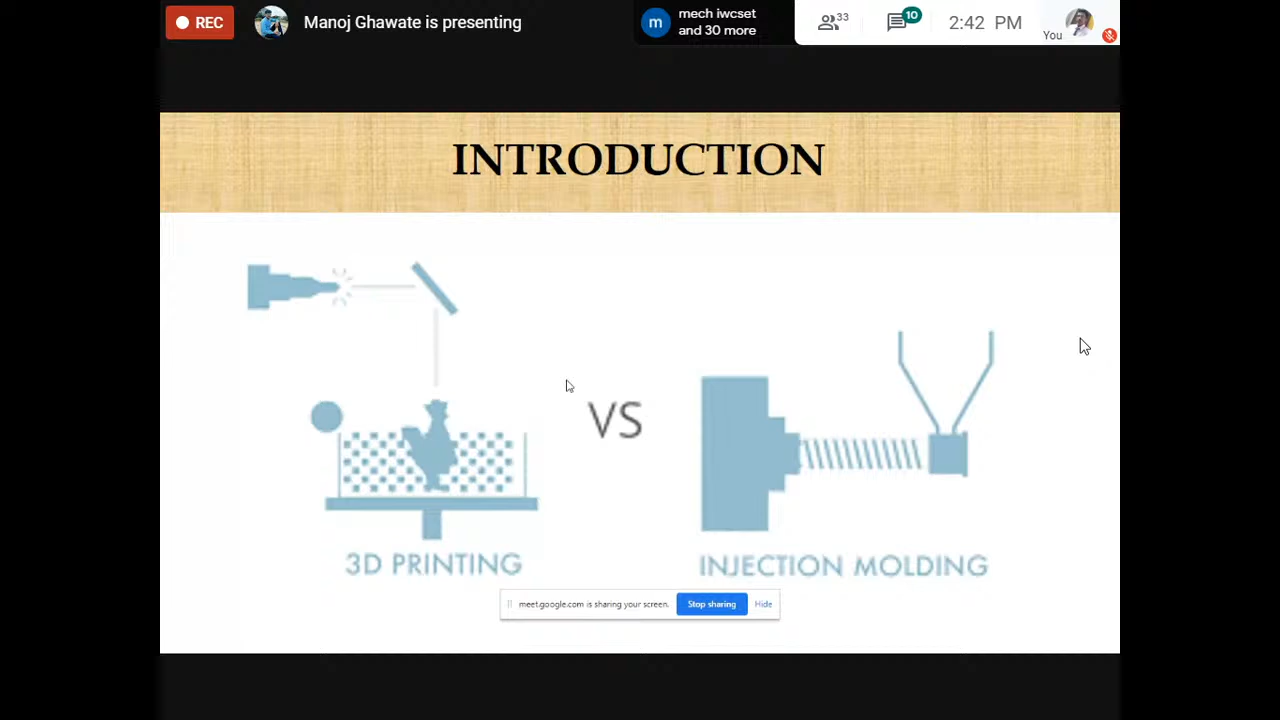 REC
Manoj Ghawate is presenting
m
mech iwcset
and 30 more
33
10
2:42 PM
You
INTRODUCTION
VS
3D PRINTING
INJECTION MOLDING
meet.google.com is sharing your screen.
Stop sharing
Hide